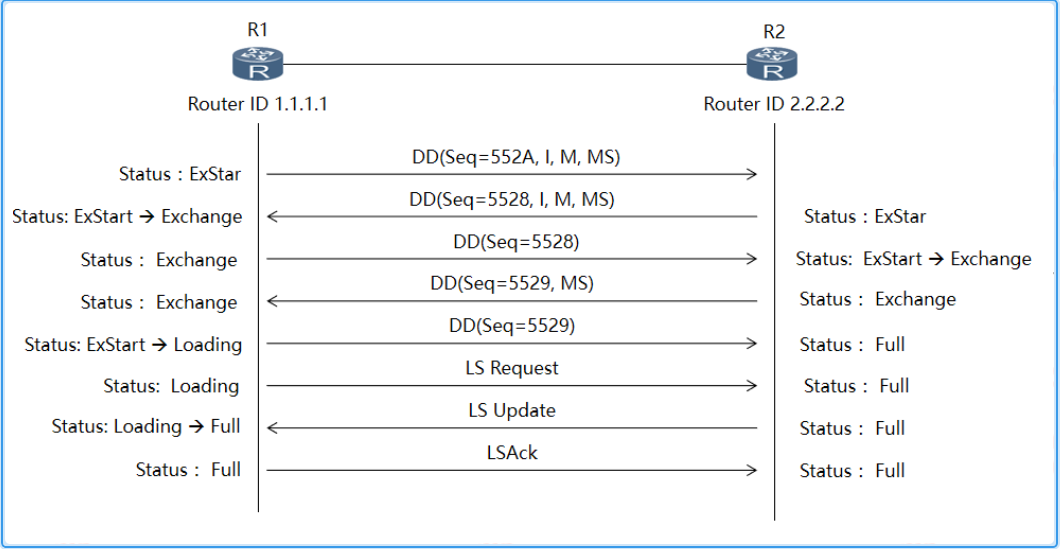 R1
R2
R
R
Router ID 1.1.1.1
Router ID 2.2.2.2
DD(Seq=552A, I, M, MS)
Status : ExStar
DD(Seq=5528, I, M, MS)
Status: ExStart → Exchange
Status : ExStar
DD(Seq=5528)
Status : Exchange
Status: ExStart → Exchange
DD(Seq=5529, MS)
Status : Exchange
Status : Exchange
DD(Seq=5529)
Status: ExStart → Loading
Status : Full
LS Request
Status: Loading
Status : Full
LS Update
Status: Loading → Full
Status : Full
LSAck
Status : Full
Status : Full